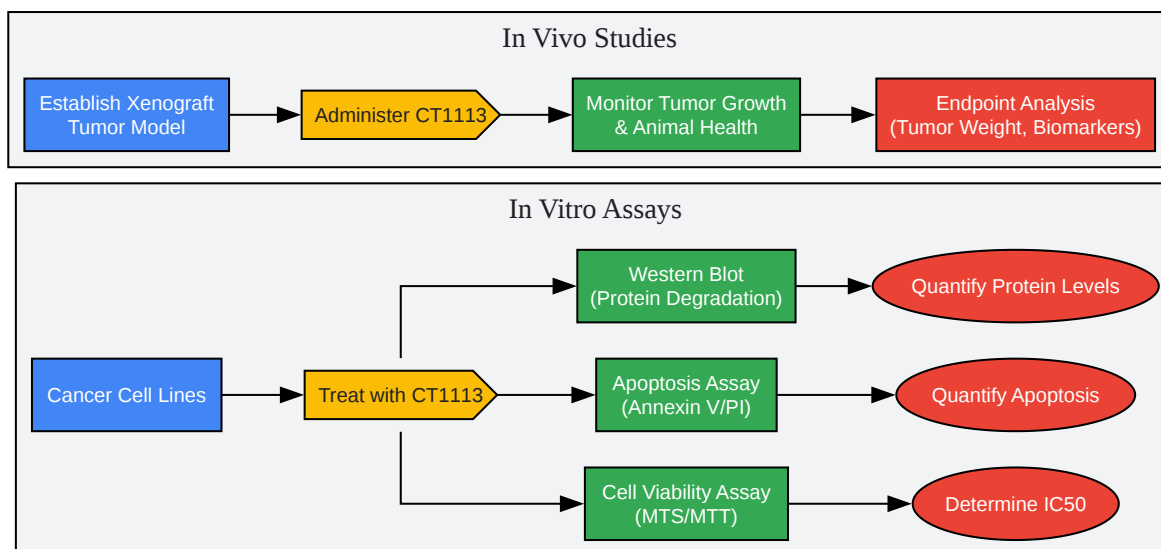 In Vivo Studies
Establish Xenograft
Tumor Model
Administer CT1113
Monitor Tumor Growth
& Animal Health
Endpoint Analysis
(Tumor Weight, Biomarkers)
In Vitro Assays
Western Blot
(Protein Degradation)
Quantify Protein Levels
Cancer Cell Lines
Treat with CT1113
Apoptosis Assay
(Annexin V/PI)
Quantify Apoptosis
Cell Viability Assay
(MTS/MTT)
Determine IC50